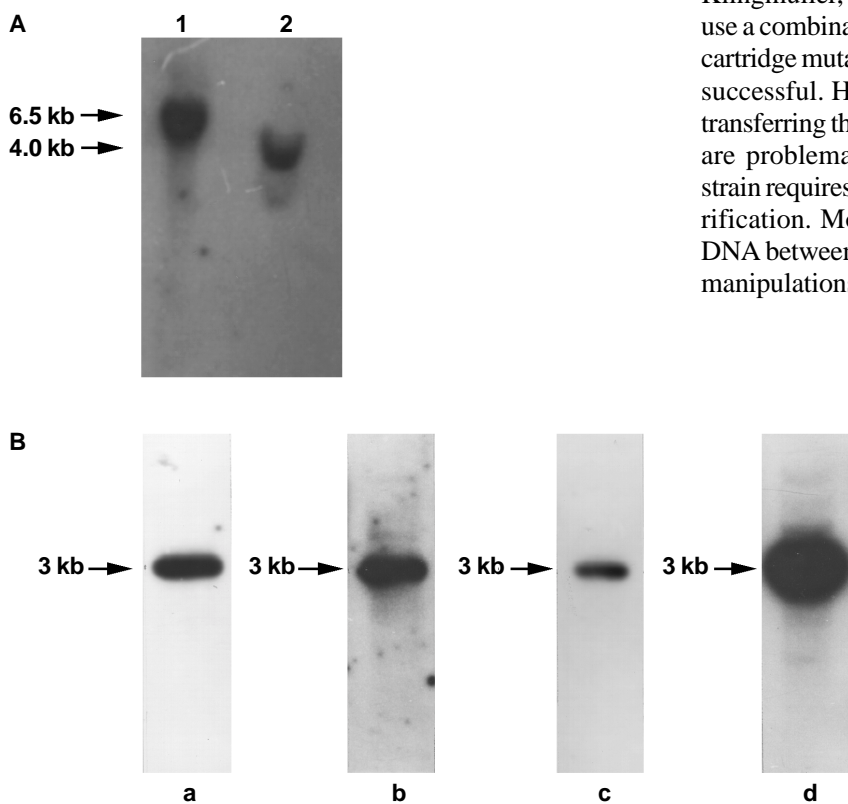 A
1 2
6.5 kb
4.0 kb
use a combina
cartridge muta
successful. H
transferring th
are problema
strain requires
rification. Mo
DNA between
manipulation
B
3 kb 3 kb 3 kb 3 kb
a b c d